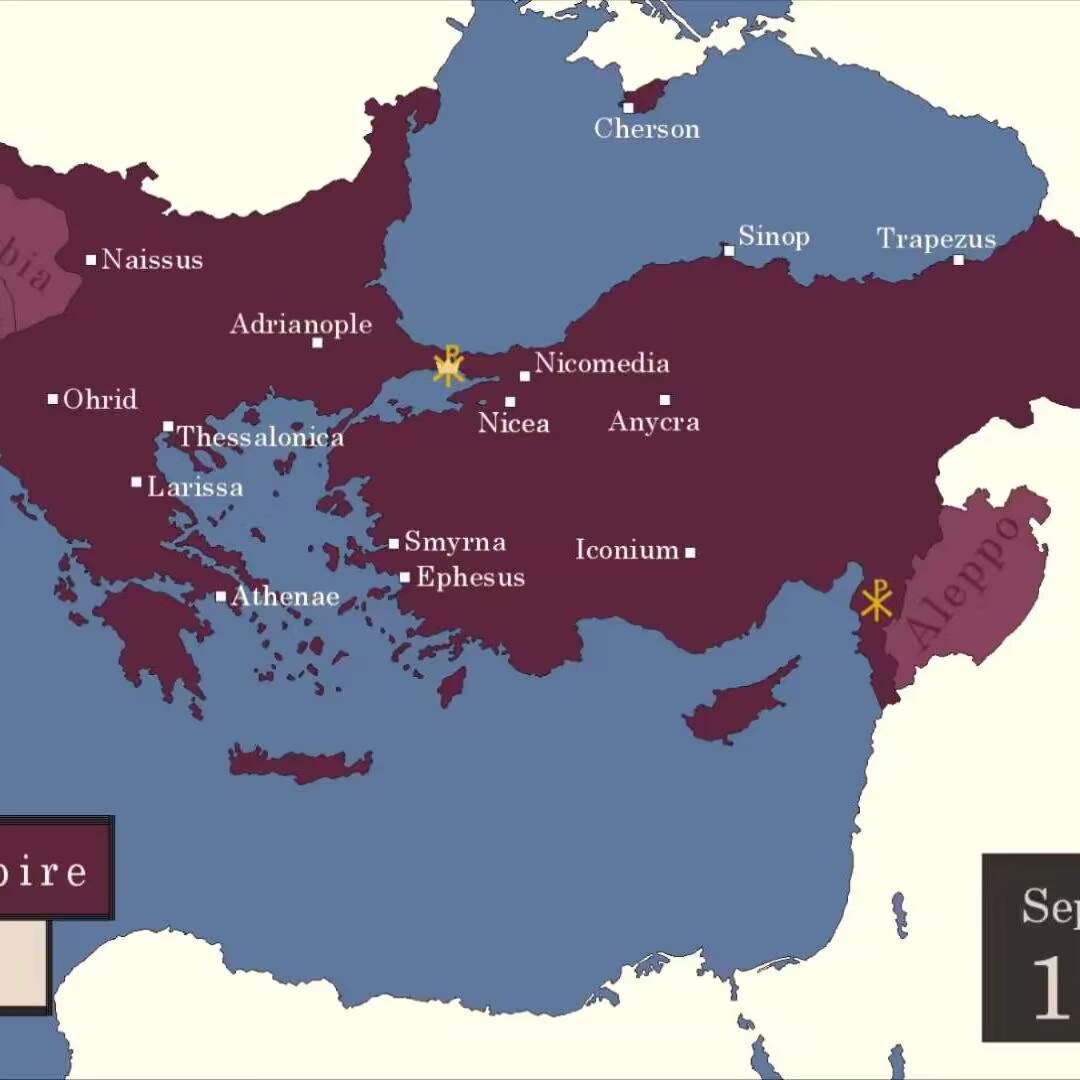 Cherson
Sinop
Trapezus
bia
Naissus
Adrianople
Nicomedia
Ohrid
Nicea
Anycra
Thessalonica
Larissa
Smyrna
Iconium
Ephesus
Athenae
Aleppo
pire
Sep
1